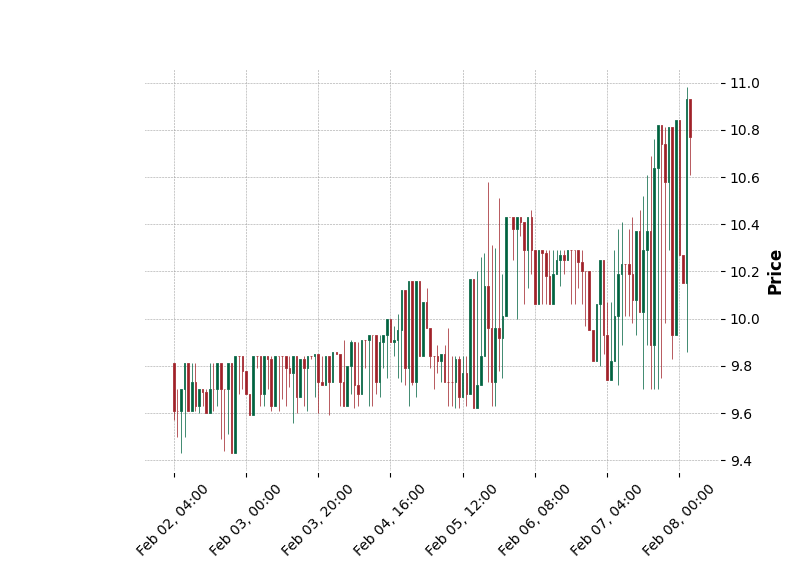 11.0
10.8
10.6
10.4
10.2
10.0
9.8
9.6
9.4
Price
Feb 02, 04:00
Feb 03, 00:00
Feb 03, 20:00
Feb 04, 16:00
Feb 05, 12:00
Feb 06, 08:00
Feb 07, 04:00
Feb 08, 00:00